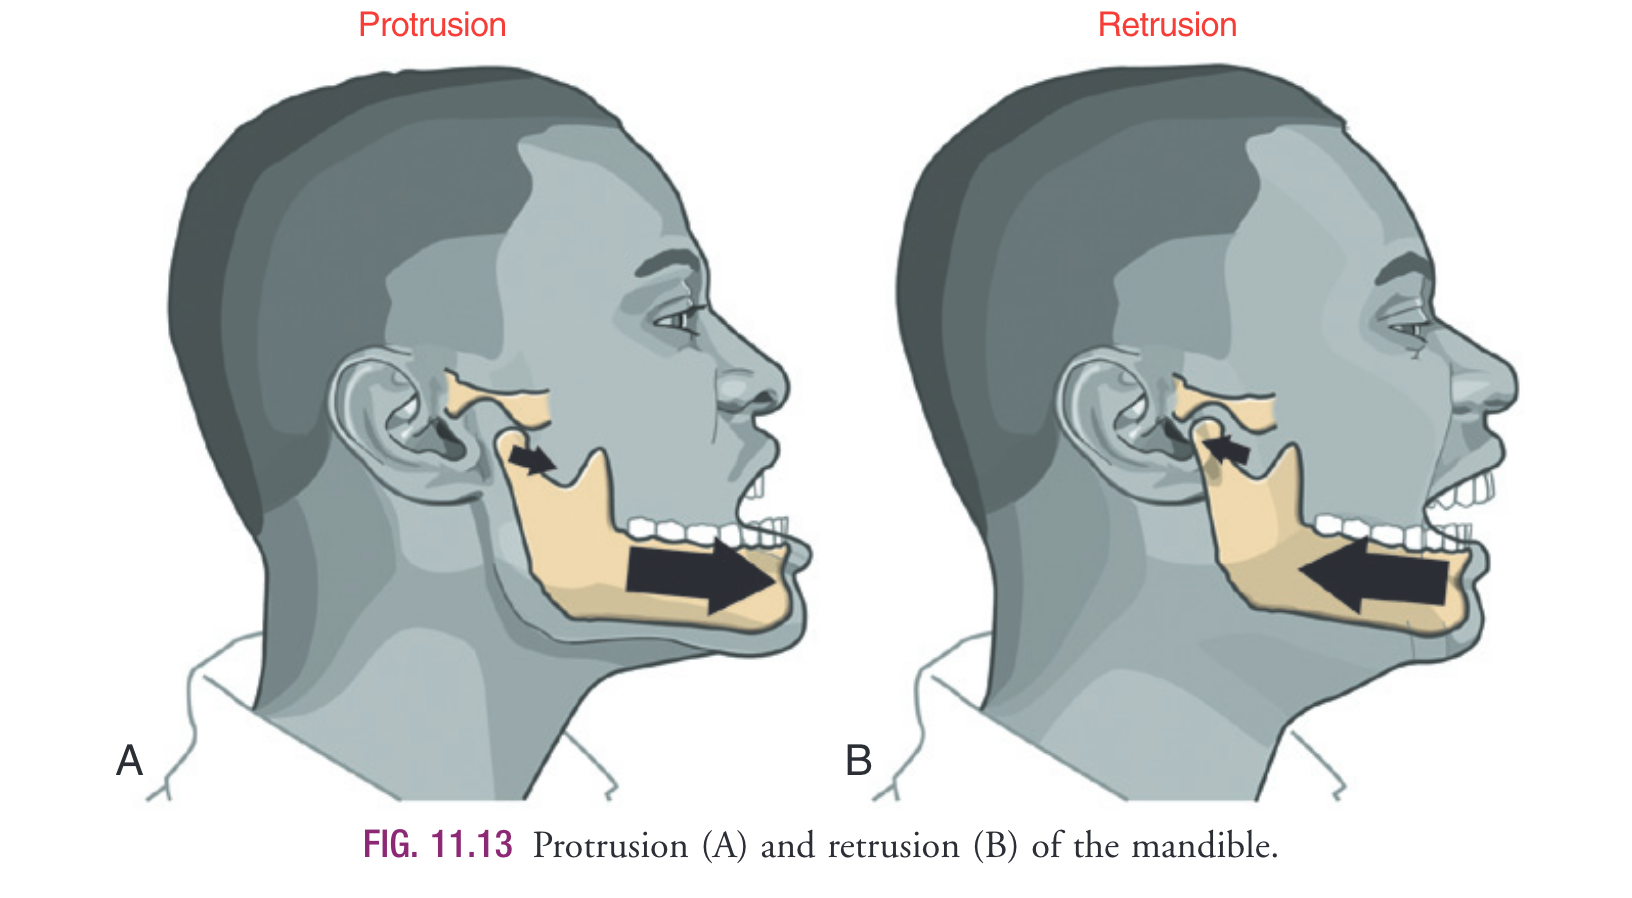 Protrusion
Retrusion
A
B
FIG. 11.13 Protrusion (A) and retrusion (B) of the mandible.